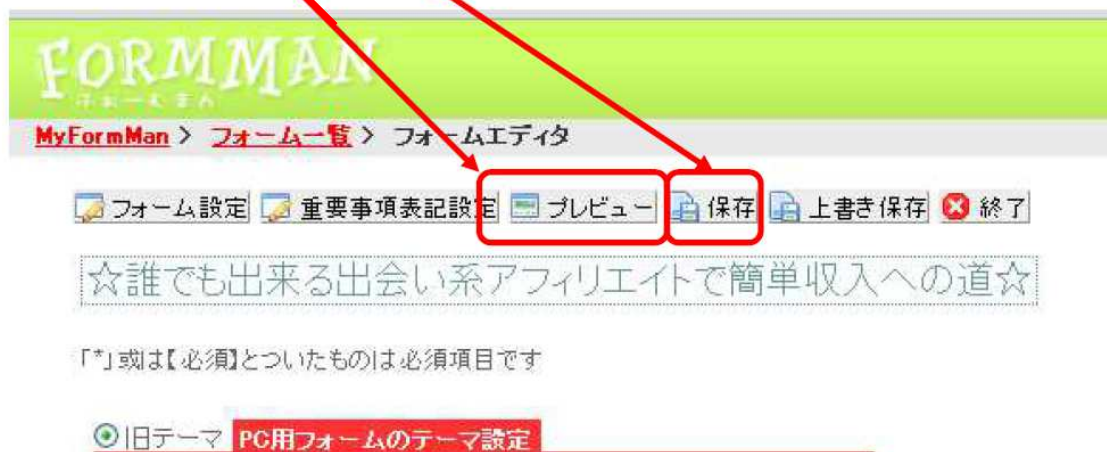 FORMMAN
ふぉーむまん
MyFormMan > フォーム一覧 > フォームエディタ
フォーム設定 重要事項表記設定 プレビュー 保存 上書き保存 終了
☆誰でも出来る出会い系アフィリエイトで簡単収入への道☆
「*」或は【必須】とついたものは必須項目です
旧テーマ PC用フォームのテーマ設定